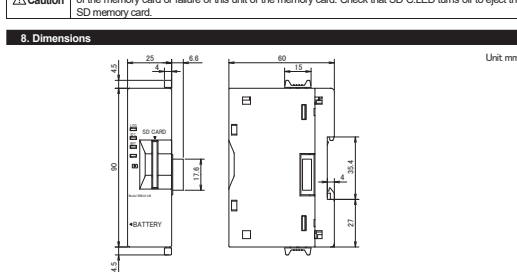 Caution of the memory card or failure of this unit or the memory card. Check that SD C.LED turns off to eject th
SD memory card.
8. Dimensions
Unit mm
25
6.6
60
4.5
4
15
SD CARD
90
17.6
35.4
4
27
◄BATTERY
4.5